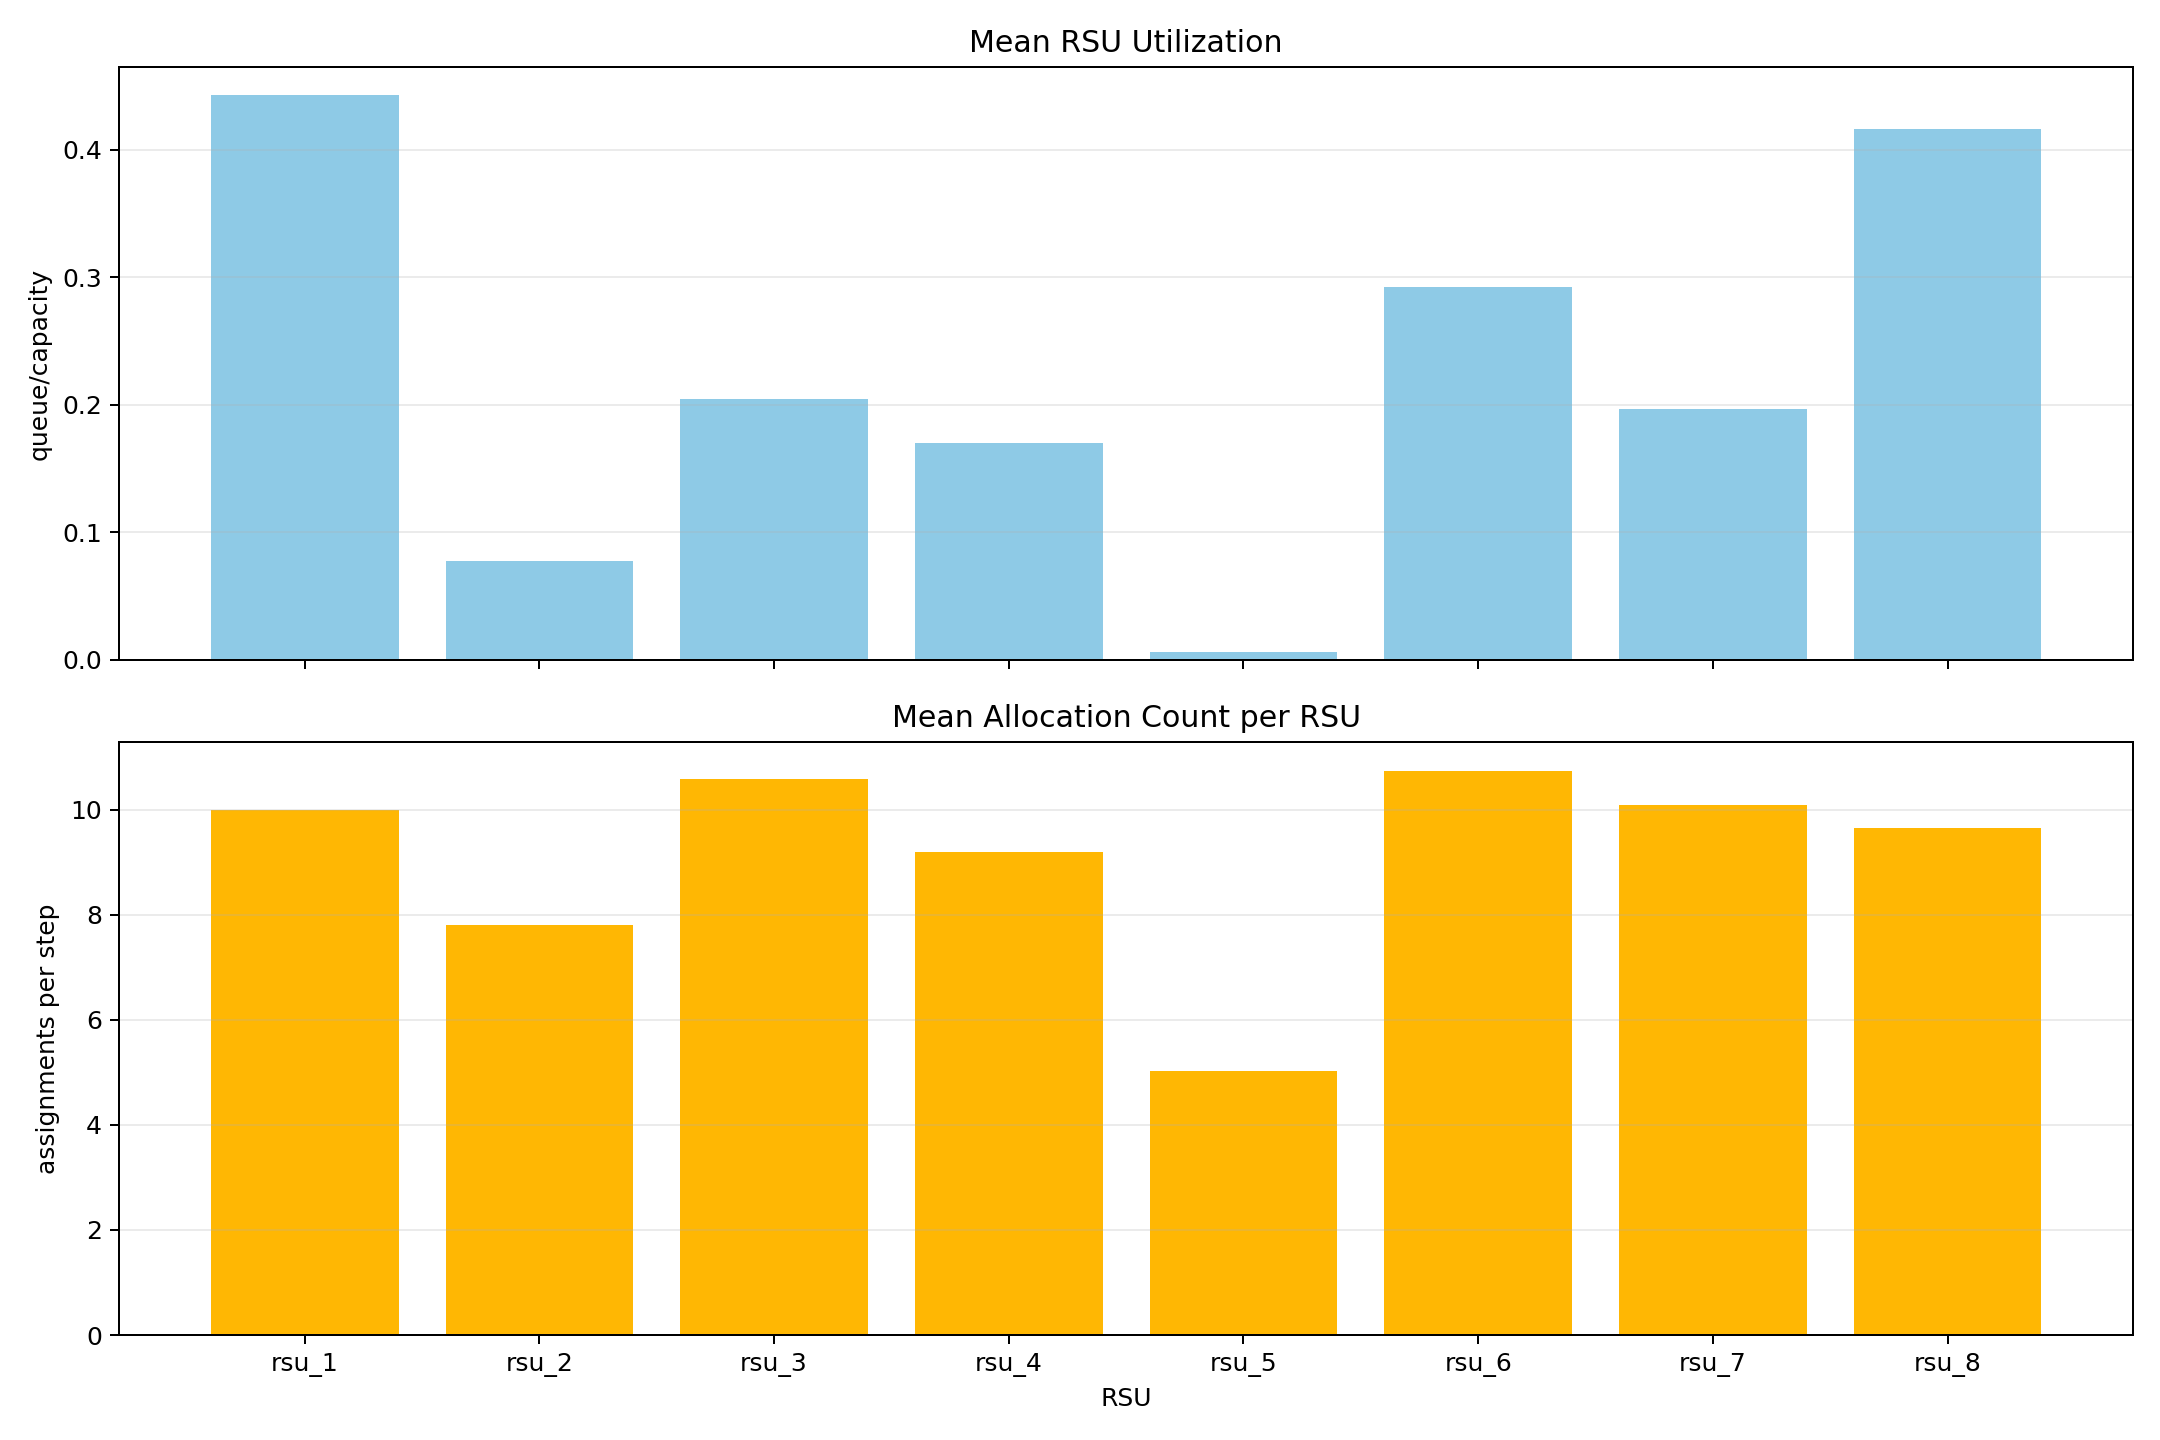 Mean RSU Utilization
queue/capacity
0.4
0.3
0.2
0.1
0.0
Mean Allocation Count per RSU
assignments per step
10
8
6
4
2
0
rsu_1 rsu_2 rsu_3 rsu_4 rsu_5 rsu_6 rsu_7 rsu_8
RSU